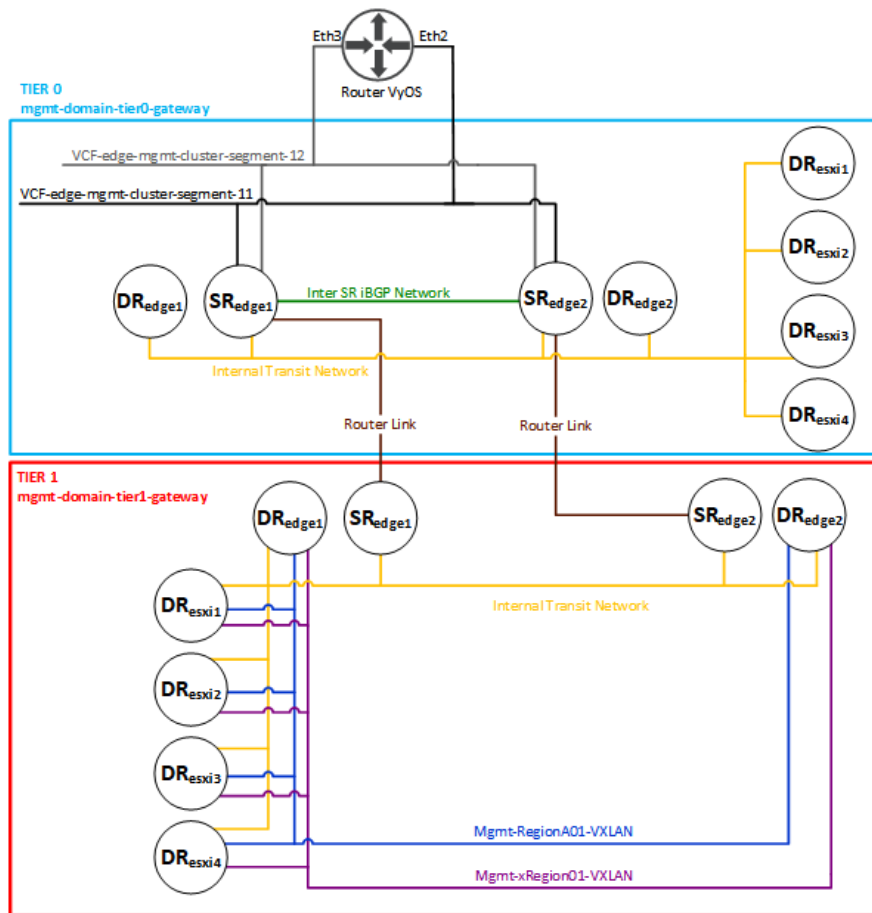 Eth3
Eth2
Router VyOS
TIER 0
mgmt-domain-tier0-gateway
VCF-edge-mgmt-cluster-segment-12
VCF-edge-mgmt-cluster-segment-11
DResxi1
DResxi2
DRedge1
SRedge1
Inter SR iBGP Network
SRedge2
DRedge2
DResxi3
Internal Transit Network
DResxi4
Router Link
Router Link
TIER 1
mgmt-domain-tier1-gateway
DRedge1
SRedge1
SRedge2
DRedge2
DResxi1
Internal Transit Network
DResxi2
DResxi3
Mgmt-RegionA01-VXLAN
DResxi4
Mgmt-xRegion01-VXLAN